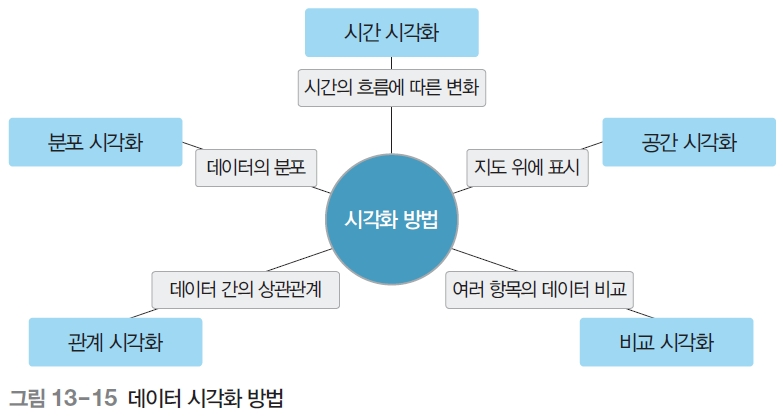 시간 시각화
시간의 흐름에 따른 변화
분포 시각화
공간 시각화
데이터의 분포
지도 위에 표시
시각화 방법
데이터 간의 상관관계
여러 항목의 데이터 비교
관계 시각화
비교 시각화
그림 13-15 데이터 시각화 방법